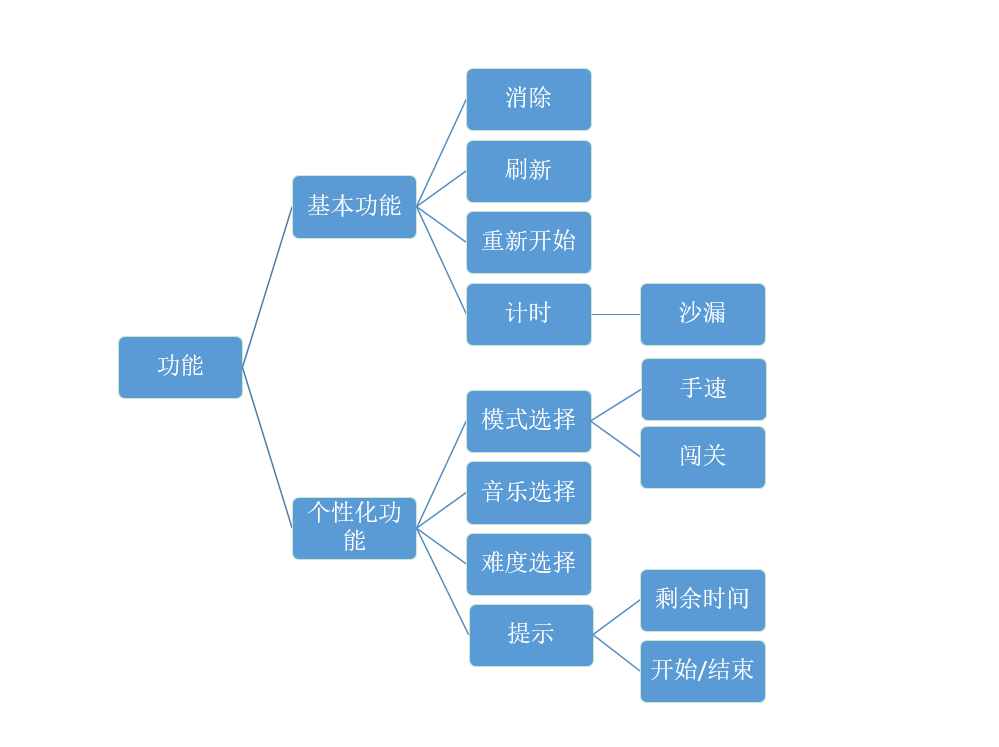 功能
基本功能
消除
刷新
重新开始
计时
沙漏
个性化功
能
模式选择
手速
闯关
音乐选择
难度选择
提示
剩余时间
开始/结束